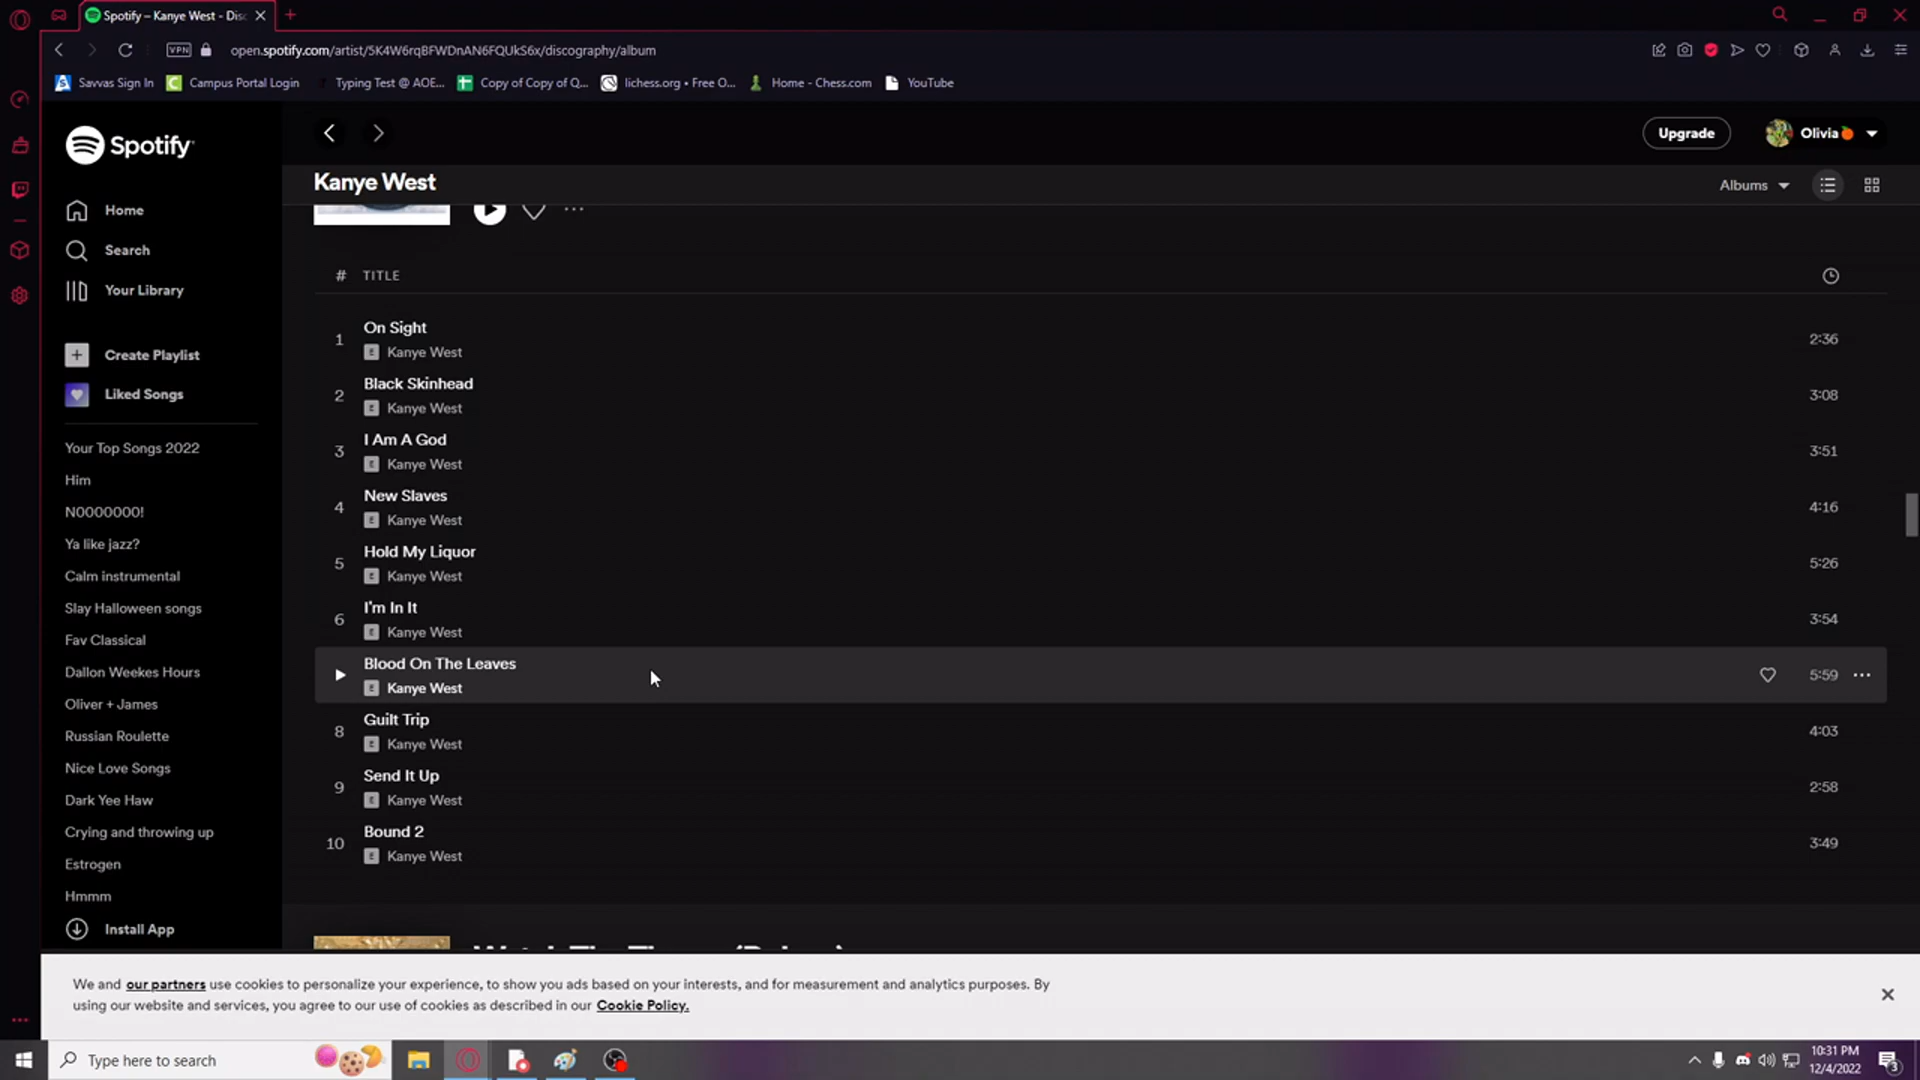 Spotify – Kanye West - Disc
VPN
open.spotify.com/artist/5K4W6rqBFWDnAN6FQUkS6x/discography/album
Savvas Sign In
Campus Portal Login
Typing Test @ AOE...
Copy of Copy of Q...
lichess.org • Free O...
Home - Chess.com
YouTube
Spotify
Upgrade
Olivia
Kanye West
Albums
Home
Search
Your Library
Create Playlist
Liked Songs
Your Top Songs 2022
Him
N0000000!
Ya like jazz?
Calm instrumental
Slay Halloween songs
Fav Classical
Dallon Weekes Hours
Oliver + James
Russian Roulette
Nice Love Songs
Dark Yee Haw
Crying and throwing up
Estrogen
Hmmm
Install App
# TITLE
1 On Sight 2:36
E Kanye West
2 Black Skinhead 3:08
E Kanye West
3 I Am A God 3:51
E Kanye West
4 New Slaves 4:16
E Kanye West
5 Hold My Liquor 5:26
E Kanye West
6 I'm In It 3:54
E Kanye West
Blood On The Leaves 5:59
E Kanye West
8 Guilt Trip 4:03
E Kanye West
9 Send It Up 2:58
E Kanye West
10 Bound 2 3:49
E Kanye West
We and our partners use cookies to personalize your experience, to show you ads based on your interests, and for measurement and analytics purposes. By
using our website and services, you agree to our use of cookies as described in our Cookie Policy.
Type here to search
10:31 PM
12/4/2022
3